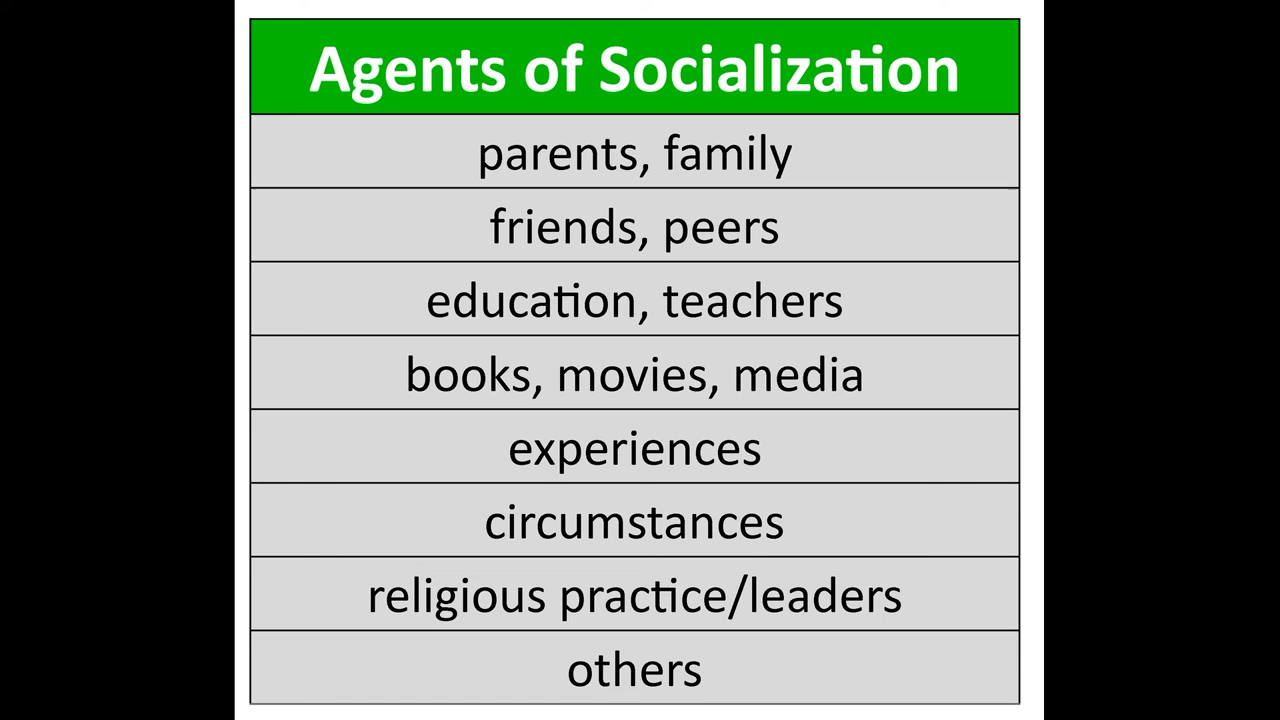 Agents of Socialization
parents, family
friends, peers
education, teachers
books, movies, media
experiences
circumstances
religious practice/leaders
others